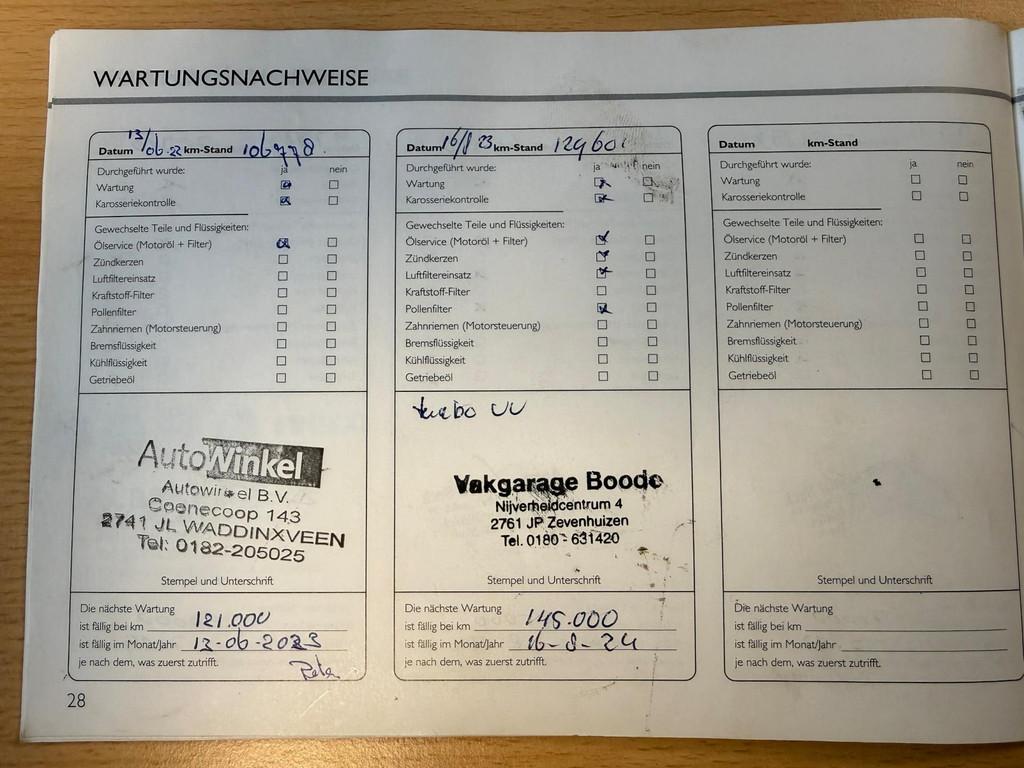 WARTUNGSNACHWEISE
Datum 13/06-22 km-Stand 106778
Durchgeführt wurde: ja nein
Wartung
Karosseriekontrolle
Gewechselte Teile und Flüssigkeiten:
Ölservice (Motoröl + Filter)
Zündkerzen
Luftfiltereinsatz
Kraftstoff-Filter
Pollenfilter
Zahnriemen (Motorsteuerung)
Bremsflüssigkeit
Kühlflüssigkeit
Getriebeöl
AutoWinkel
Autowinkel B.V.
Coenecoop 143
2741 JL WADDINXVEEN
Tel: 0182-205025
Stempel und Unterschrift
Die nächste Wartung
ist fällig bei km 121.000
ist fällig im Monat/Jahr 13-06-2023
je nach dem, was zuerst zutrifft.
Datum 16/8 23 km-Stand
Durchgeführt wurde: ja nein
Wartung
Karosseriekontrolle
Gewechselte Teile und Flüssigkeiten:
Ölservice (Motoröl + Filter)
Zündkerzen
Luftfiltereinsatz
Kraftstoff-Filter
Pollenfilter
Zahnriemen (Motorsteuerung)
Bremsflüssigkeit
Kühlflüssigkeit
Getriebeöl
turbo VV
Vakgarage Boode
Nijverheidcentrum 4
2761 JP Zevenhuizen
Tel. 0180 - 631420
Stempel und Unterschrift
Die nächste Wartung
ist fällig bei km 145.000
ist fällig im Monat/Jahr 16-8-24
je nach dem, was zuerst zutrifft.
Datum km-Stand
Durchgeführt wurde: ja nein
Wartung
Karosseriekontrolle
Gewechselte Teile und Flüssigkeiten:
Ölservice (Motoröl + Filter)
Zündkerzen
Luftfiltereinsatz
Kraftstoff-Filter
Pollenfilter
Zahnriemen (Motorsteuerung)
Bremsflüssigkeit
Kühlflüssigkeit
Getriebeöl
Stempel und Unterschrift
Die nächste Wartung
ist fällig bei km
ist fällig im Monat/Jahr
je nach dem, was zuerst zutrifft.
28